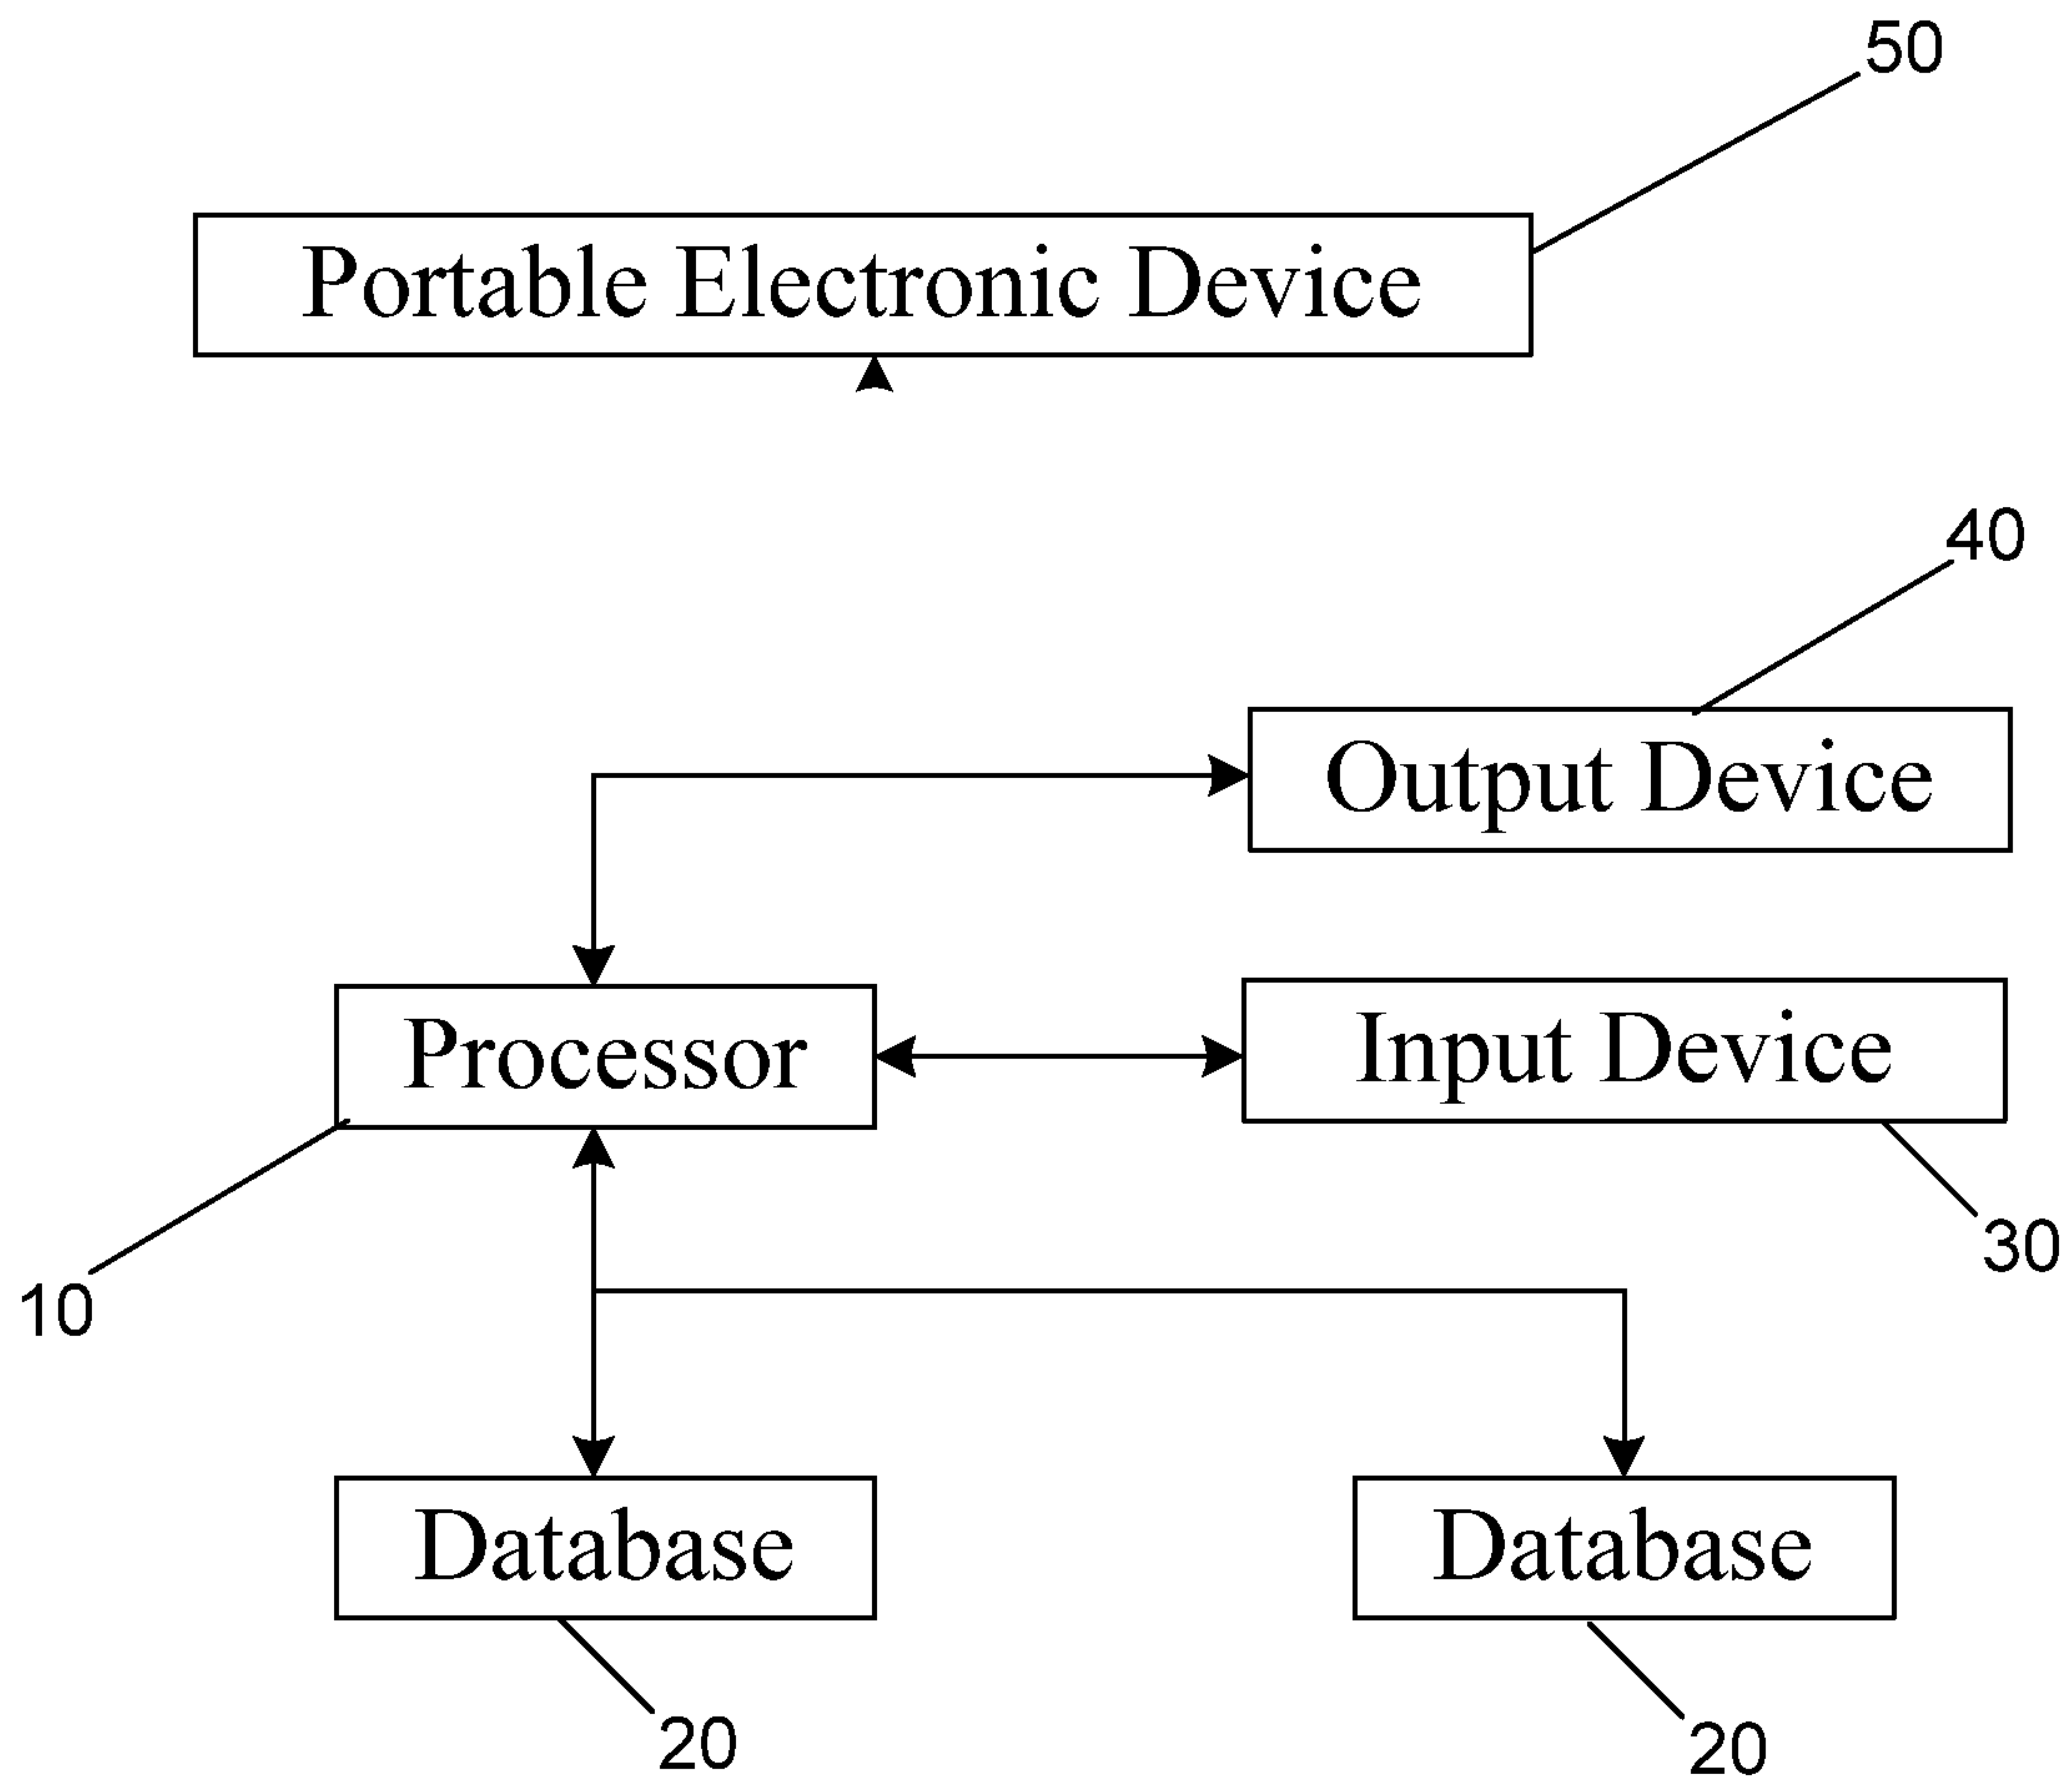 50
Portable Electronic Device
40
Output Device
Processor
Input Device
30
10
Database
Database
20
20